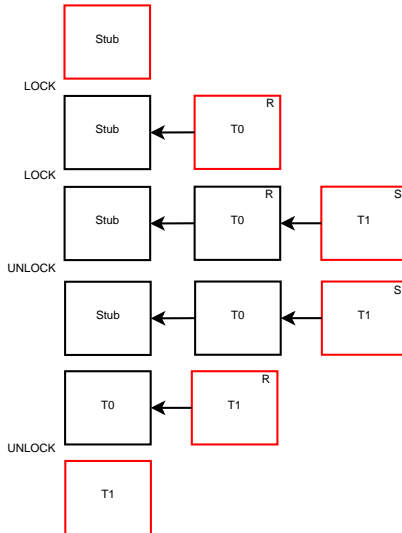 Stub
LOCK
R
Stub T0
LOCK
R S
Stub T0 T1
UNLOCK
S
Stub T0 T1
R
T0 T1
UNLOCK
T1